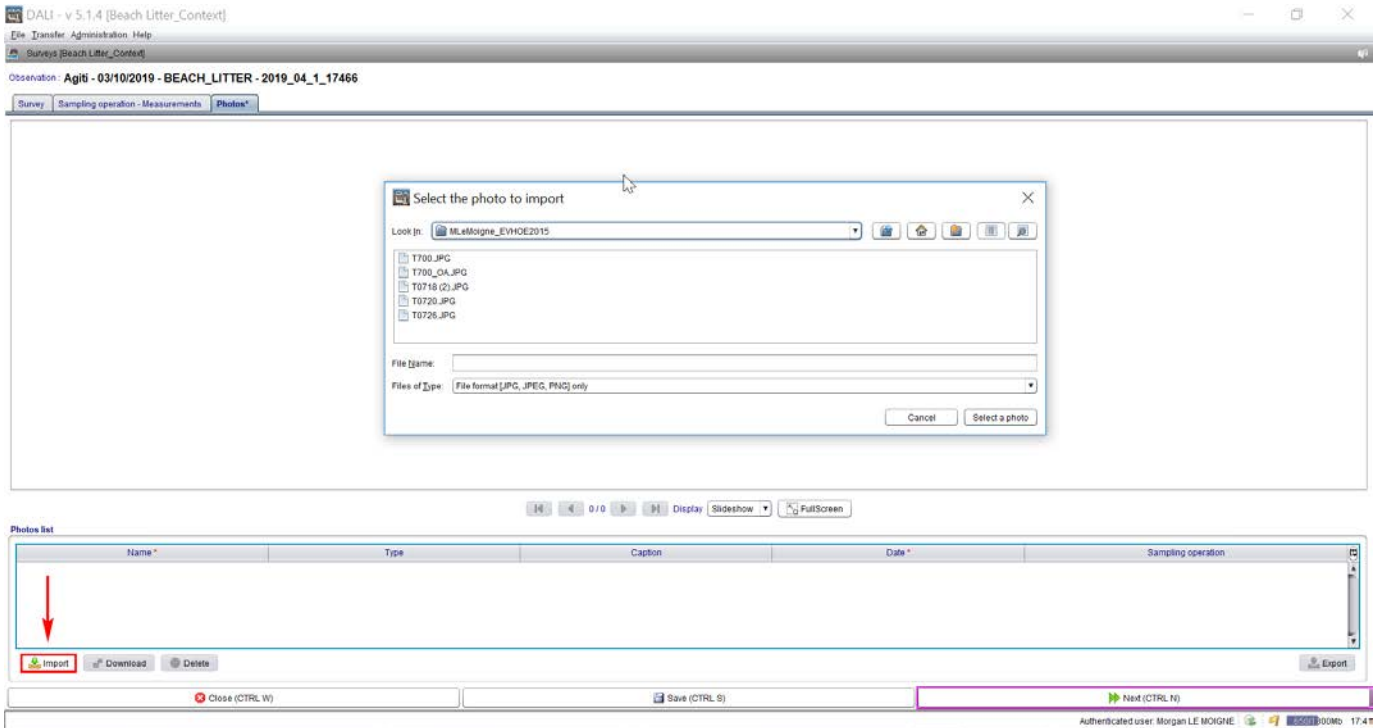 DALI - v 5.1.4 [Beach Litter_Context]
File Transfer Administration Help
Surveys [Beach Litter_Context]
Observation : Agiti - 03/10/2019 - BEACH_LITTER - 2019_04_1_17466
Survey Sampling operation - Measurements Photos*
Select the photo to import
Look In: MLeMoigne_EVHOE2015
T700.JPG
T700_OA.JPG
T0718 (2).JPG
T0720.JPG
T0726.JPG
File Name:
Files of Type: File format [JPG, JPEG, PNG] only
Cancel Select a photo
0 / 0 Display Slideshow FullScreen
Photos list
Name * Type Caption Date * Sampling operation
Import Download Delete Export
Close (CTRL W) Save (CTRL S) Next (CTRL N)
Authenticated user: Morgan LE MOIGNE